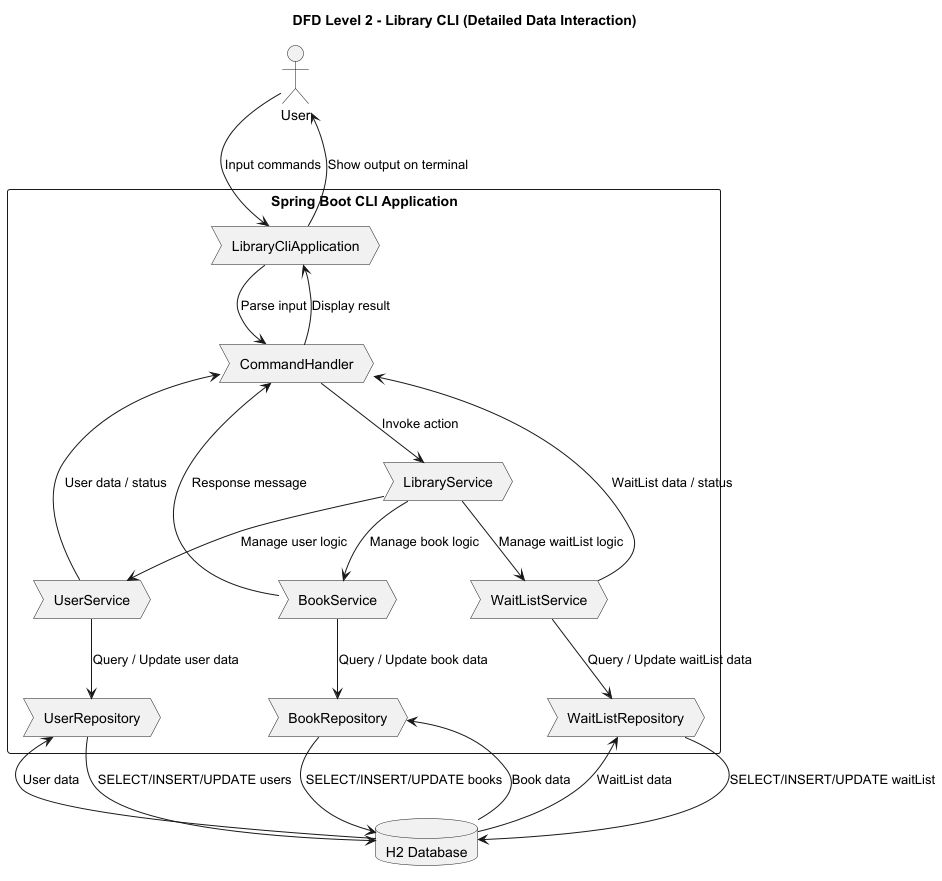 DFD Level 2 - Library CLI (Detailed Data Interaction)
User
Input commands
Show output on terminal
Spring Boot CLI Application
LibraryCliApplication
Parse input
Display result
CommandHandler
Invoke action
User data / status
Response message
LibraryService
WaitList data / status
Manage user logic
Manage book logic
Manage waitList logic
UserService
BookService
WaitListService
Query / Update user data
Query / Update book data
Query / Update waitList data
UserRepository
BookRepository
WaitListRepository
User data
SELECT/INSERT/UPDATE users
SELECT/INSERT/UPDATE books
Book data
WaitList data
SELECT/INSERT/UPDATE waitList
H2 Database